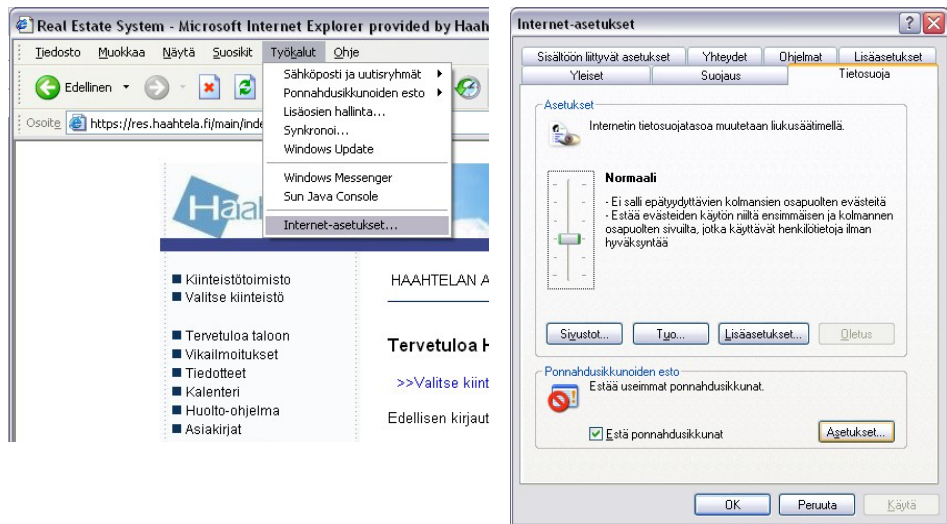 Real Estate System - Microsoft Internet Explorer provided by Haah
Tiedosto Muokkaa Näytä Suosikit Työkalut Ohje
Edellinen
Osoite https://res.haahtela.fi/main/inde
Sähköposti ja uutisryhmät
Ponnahdusikkunoiden esto
Lisäosien hallinta...
Synkronoi...
Windows Update
Windows Messenger
Sun Java Console
Internet-asetukset...
Haa
Kiinteistötoimisto
Valitse kiinteistö
Tervetuloa taloon
Vikailmoitukset
Tiedotteet
Kalenteri
Huolto-ohjelma
Asiakirjat
HAAHTELAN A
Tervetuloa H
>>Valitse kiint
Edellisen kirjaut
Internet-asetukset
Sisältöön liittyvät asetukset Yhteydet Ohjelmat Lisäasetukset
Yleiset Suojaus Tietosuoja
Asetukset
Internetin tietosuojatasoa muutetaan liukusäätimellä.
Normaali
- Ei salli epätyydyttävien kolmansien osapuolten evästeitä
- Estää evästeiden käytön niiltä ensimmäisen ja kolmannen
osapuolten sivuilta, jotka käyttävät henkilötietoja ilman
hyväksyntää
Sivustot... Tuo... Lisäasetukset... Oletus
Ponnahdusikkunoiden esto
Estää useimmat ponnahdusikkunat.
Estä ponnahdusikkunat
Asetukset...
OK Peruuta Käytä